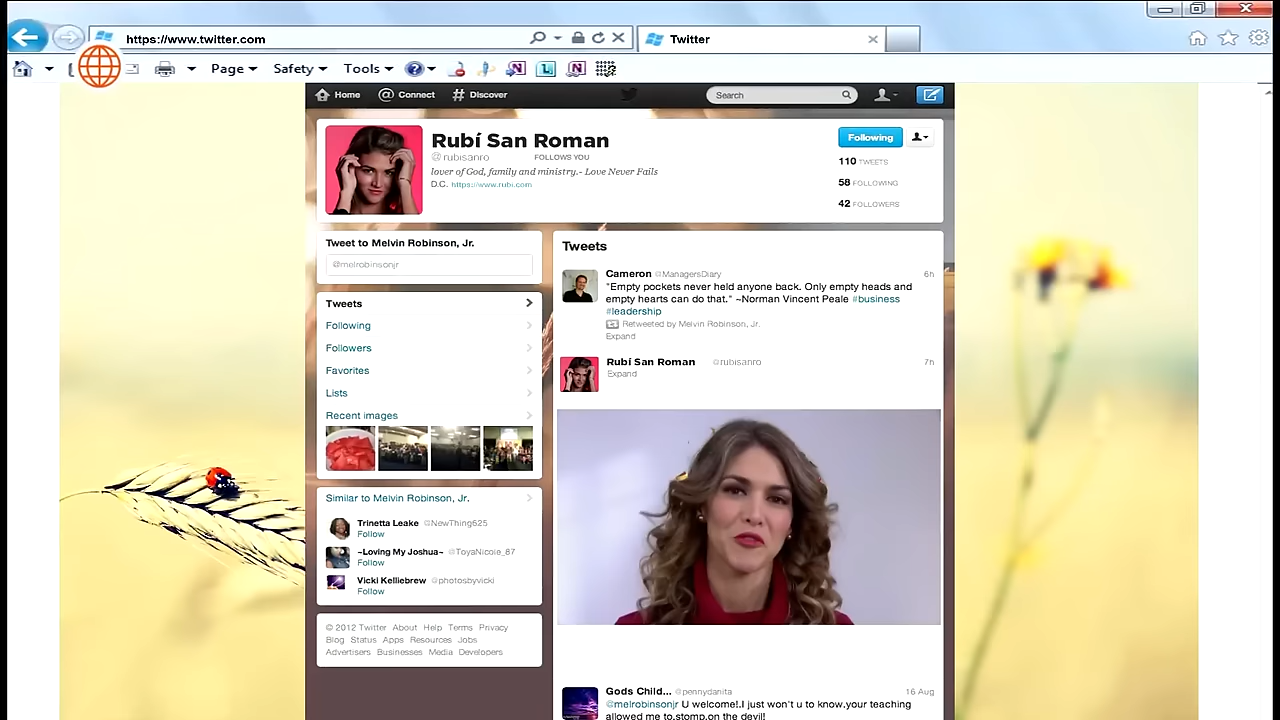 https://www.twitter.com
Twitter
Page
Safety
Tools
Home
Connect
# Discover
Search
Rubí San Roman
@rubisanro
FOLLOWS YOU
lover of God, family and ministry.- Love Never Fails
D.C. https://www.rubi.com
Following
110 TWEETS
58 FOLLOWING
42 FOLLOWERS
Tweet to Melvin Robinson, Jr.
@melrobinsonjr
Tweets
Following
Followers
Favorites
Lists
Recent images
Similar to Melvin Robinson, Jr.
Trinetta Leake @NewThing625
Follow
~Loving My Joshua~ @ToyaNicole_87
Follow
Vicki Kelliebrew @photosbyvicki
Follow
© 2012 Twitter About Help Terms Privacy
Blog Status Apps Resources Jobs
Advertisers Businesses Media Developers
Tweets
Cameron @ManagersDiary 6h
"Empty pockets never held anyone back. Only empty heads and
empty hearts can do that." ~Norman Vincent Peale #business
#leadership
Retweeted by Melvin Robinson, Jr.
Expand
Rubí San Roman @rubisanro 7h
Expand
Gods Child... @pennydanita 16 Aug
@melrobinsonjr U welcome!.I just won't u to know.your teaching
allowed me to.stomp.on the devil!